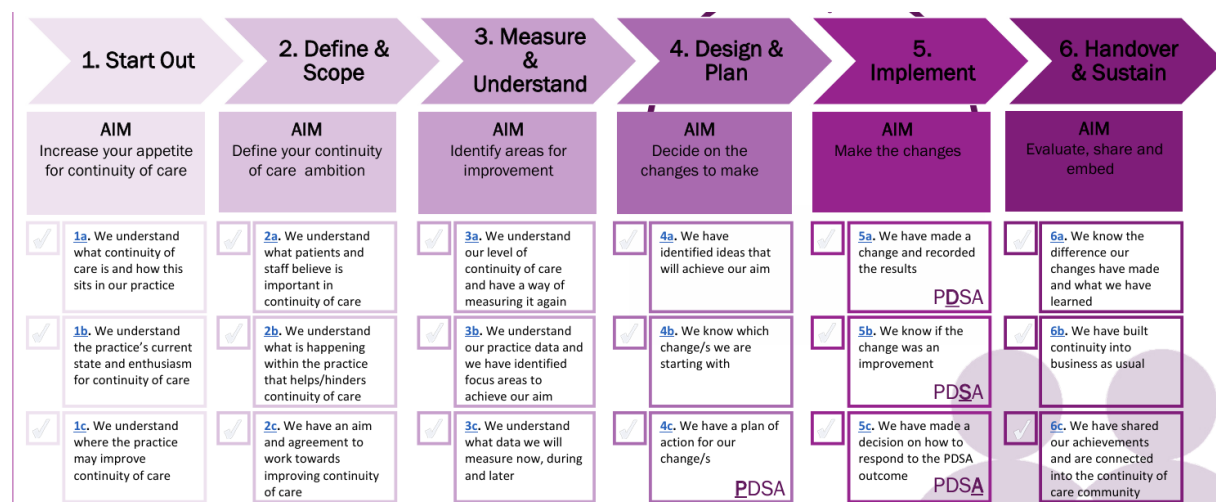 1. Start Out
2. Define &
Scope
3. Measure
&
Understand
4. Design &
Plan
5.
Implement
6. Handover
& Sustain
AIM
Increase your appetite
for continuity of care
AIM
Define your continuity
of care ambition
AIM
Identify areas for
improvement
AIM
Decide on the
changes to make
AIM
Make the changes
AIM
Evaluate, share and
embed
1a. We understand
what continuity of
care is and how this
sits in our practice
2a. We understand
what patients and
staff believe is
important in
continuity of care
3a. We understand
our level of
continuity of care
and have a way of
measuring it again
4a. We have
identified ideas that
will achieve our aim
5a. We have made a
change and recorded
the results
PDSA
6a. We know the
difference our
changes have made
and what we have
learned
1b. We understand
the practice's current
state and enthusiasm
for continuity of care
2b. We understand
what is happening
within the practice
that helps/hinders
continuity of care
3b. We understand
our practice data and
we have identified
focus areas to
achieve our aim
4b. We know which
change/s we are
starting with
5b. We know if the
change was an
improvement
PDSA
6b. We have built
continuity into
business as usual
1c. We understand
where the practice
may improve
continuity of care
2c. We have an aim
and agreement to
work towards
improving continuity
of care
3c. We understand
what data we will
measure now, during
and later
4c. We have a plan of
action for our
change/s
PDSA
5c. We have made a
decision on how to
respond to the PDSA
outcome
PDSA
6c. We have shared
our achievements
and are connected
into the continuity of
care community